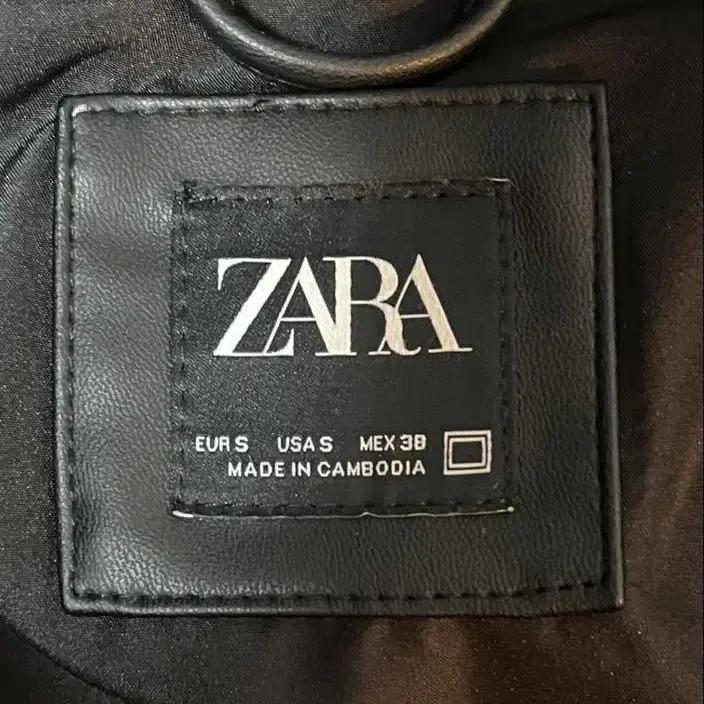 ZARA
EUR S USA S MEX 38
MADE IN CAMBODIA